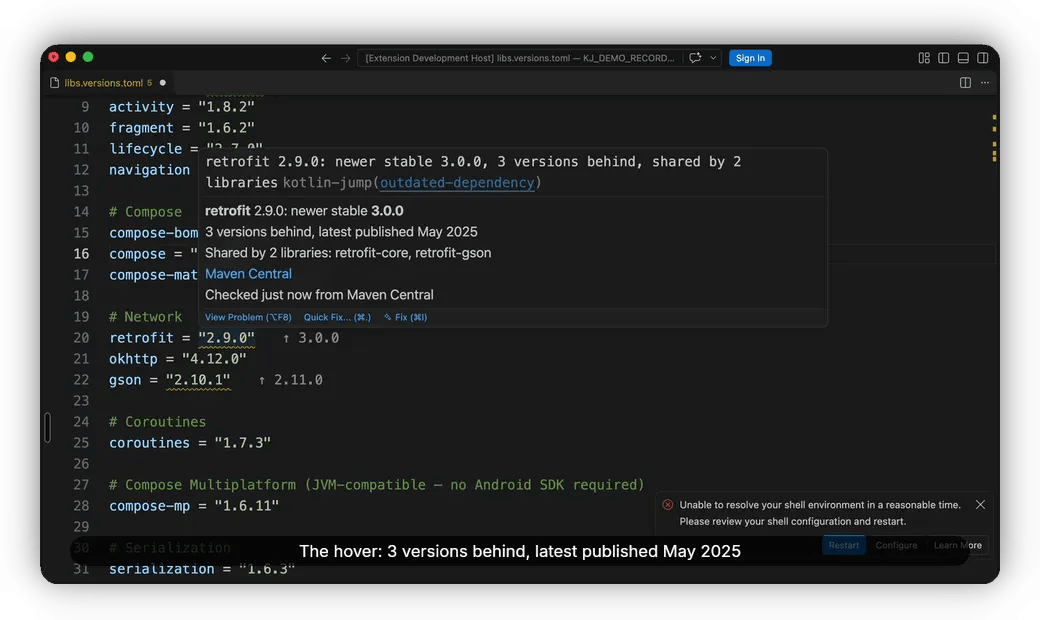 [Extension Development Host] libs.versions.toml — KJ_DEMO_RECORD...
Sign In
libs.versions.toml 5
9 activity = "1.8.2"
10 fragment = "1.6.2"
11 lifecycle = "2.7.0"
12 navigation
13
14 # Compose
15 compose-bom
16 compose = "
17 compose-mat
18
19 # Network
20 retrofit = "2.9.0" ↑ 3.0.0
21 okhttp = "4.12.0"
22 gson = "2.10.1" ↑ 2.11.0
23
24 # Coroutines
25 coroutines = "1.7.3"
26
27 # Compose Multiplatform (JVM-compatible — no Android SDK required)
28 compose-mp = "1.6.11"
29
30 # Serialization
31 serialization = "1.6.3"
retrofit 2.9.0: newer stable 3.0.0, 3 versions behind, shared by 2
libraries kotlin-jump(outdated-dependency)
retrofit 2.9.0: newer stable 3.0.0
3 versions behind, latest published May 2025
Shared by 2 libraries: retrofit-core, retrofit-gson
Maven Central
Checked just now from Maven Central
View Problem (⌥F8) Quick Fix... (⌘.) Fix (⌘I)
Unable to resolve your shell environment in a reasonable time.
Please review your shell configuration and restart.
Restart Configure Learn More
The hover: 3 versions behind, latest published May 2025